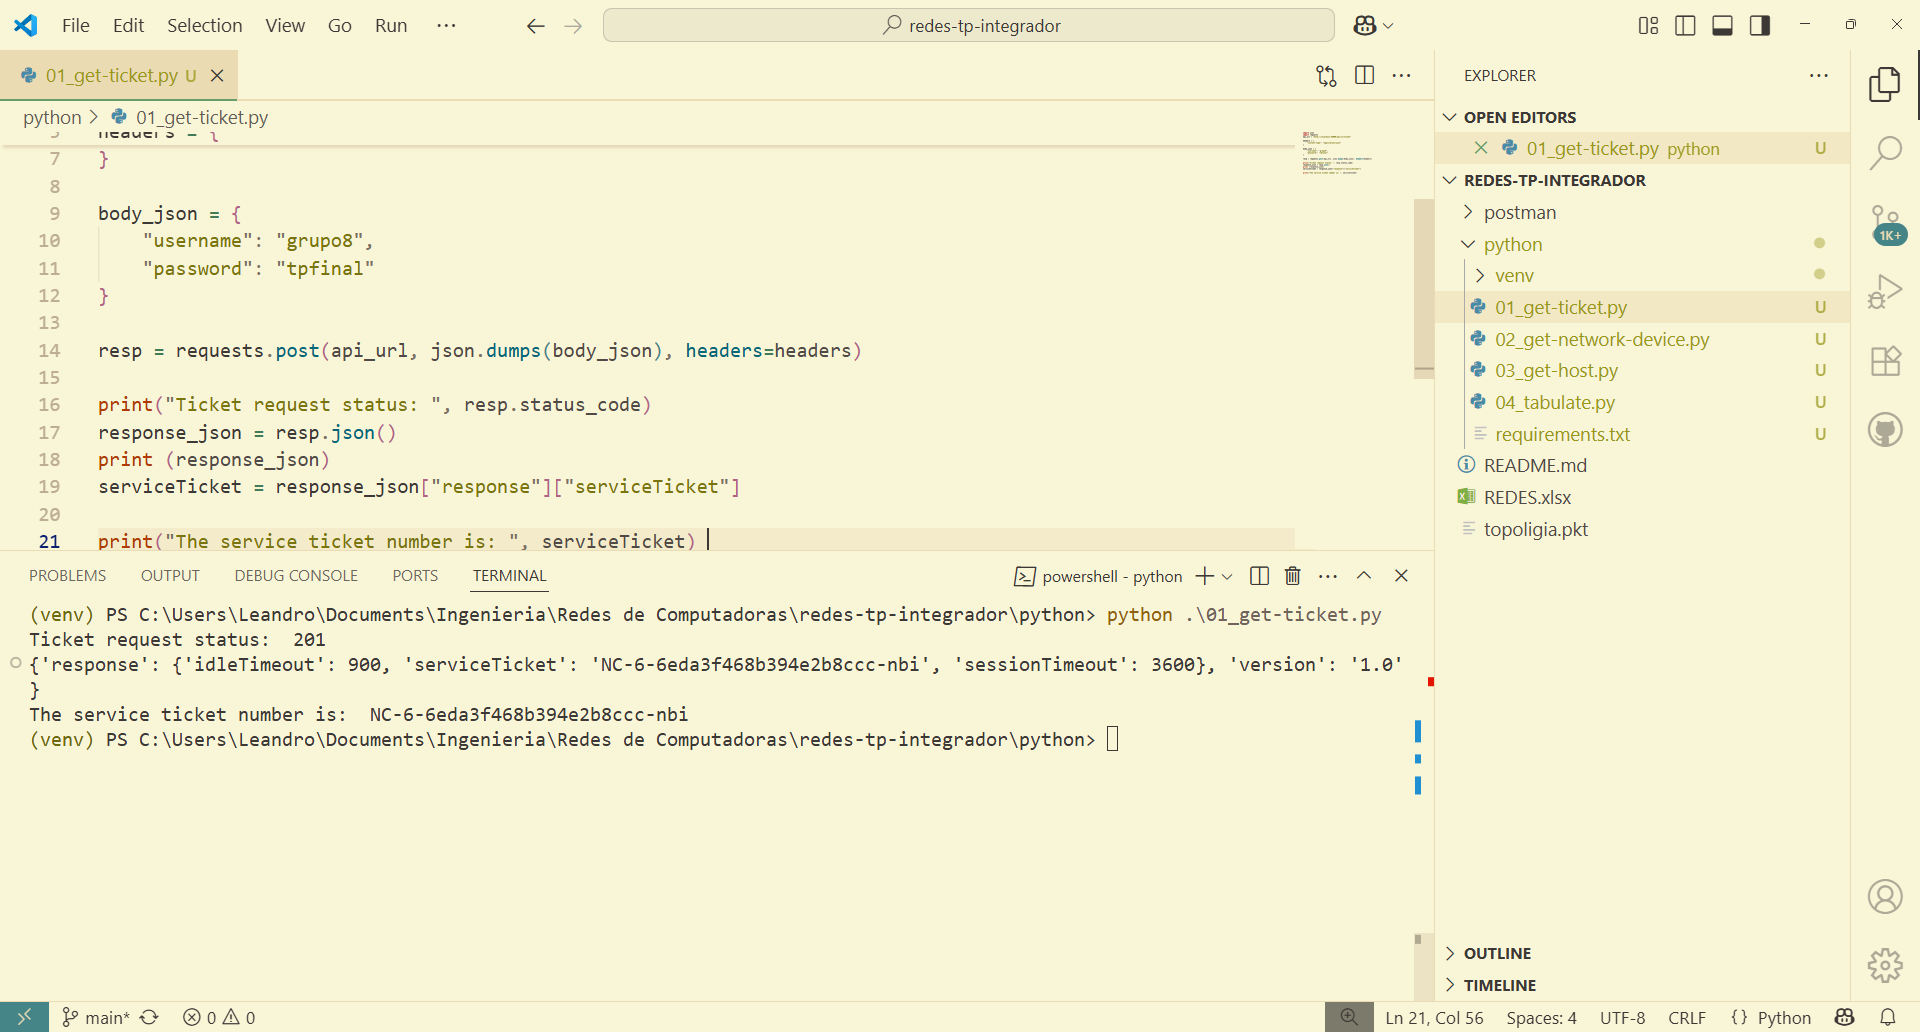 File Edit Selection View Go Run ··· redes-tp-integrador
01_get-ticket.py U
python > 01_get-ticket.py
5 headers = {
7 }
8
9 body_json = {
10 "username": "grupo8",
11 "password": "tpfinal"
12 }
13
14 resp = requests.post(api_url, json.dumps(body_json), headers=headers)
15
16 print("Ticket request status: ", resp.status_code)
17 response_json = resp.json()
18 print (response_json)
19 serviceTicket = response_json["response"]["serviceTicket"]
20
21 print("The service ticket number is: ", serviceTicket)
PROBLEMS OUTPUT DEBUG CONSOLE PORTS TERMINAL powershell - python
(venv) PS C:\Users\Leandro\Documents\Ingenieria\Redes de Computadoras\redes-tp-integrador\python> python .\01_get-ticket.py
Ticket request status:  201
{'response': {'idleTimeout': 900, 'serviceTicket': 'NC-6-6eda3f468b394e2b8ccc-nbi', 'sessionTimeout': 3600}, 'version': '1.0'
}
The service ticket number is:  NC-6-6eda3f468b394e2b8ccc-nbi
(venv) PS C:\Users\Leandro\Documents\Ingenieria\Redes de Computadoras\redes-tp-integrador\python>
EXPLORER
OPEN EDITORS
01_get-ticket.py python U
REDES-TP-INTEGRADOR
postman
python
venv
01_get-ticket.py U
02_get-network-device.py U
03_get-host.py U
04_tabulate.py U
requirements.txt U
README.md
REDES.xlsx
topoligia.pkt
OUTLINE
TIMELINE
1K+
main* 0 0 Ln 21, Col 56 Spaces: 4 UTF-8 CRLF {} Python